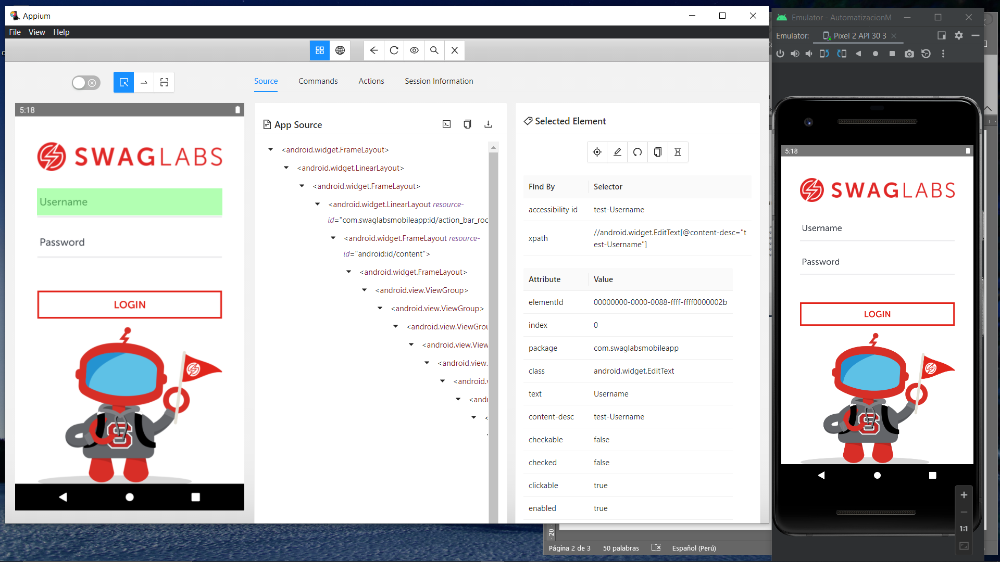 Appium
File View Help
Source Commands Actions Session Information
5:18
SWAGLABS
Username
Password
LOGIN
App Source
<android.widget.FrameLayout>
<android.widget.LinearLayout>
<android.widget.FrameLayout>
<android.widget.LinearLayout resource-
id="com.swaglabsmobileapp:id/action_bar_roo
<android.widget.FrameLayout resource-
id="android:id/content">
<android.widget.FrameLayout>
<android.view.ViewGroup>
<android.view.ViewGroup>
<android.view.ViewGrou
<android.view.View
<android.view.
<android.v
<andr
<
Selected Element
Find By Selector
accessibility id test-Username
xpath //android.widget.EditText[@content-desc="t
est-Username"]
Attribute Value
elementId 00000000-0000-0088-ffff-ffff0000002b
index 0
package com.swaglabsmobileapp
class android.widget.EditText
text Username
content-desc test-Username
checkable false
checked false
clickable true
enabled true
Emulator - AutomatizacionM
Emulator: Pixel 2 API 30 3
5:18
SWAGLABS
Username
Password
LOGIN
1:1
20
Página 2 de 3 50 palabras Español (Perú)